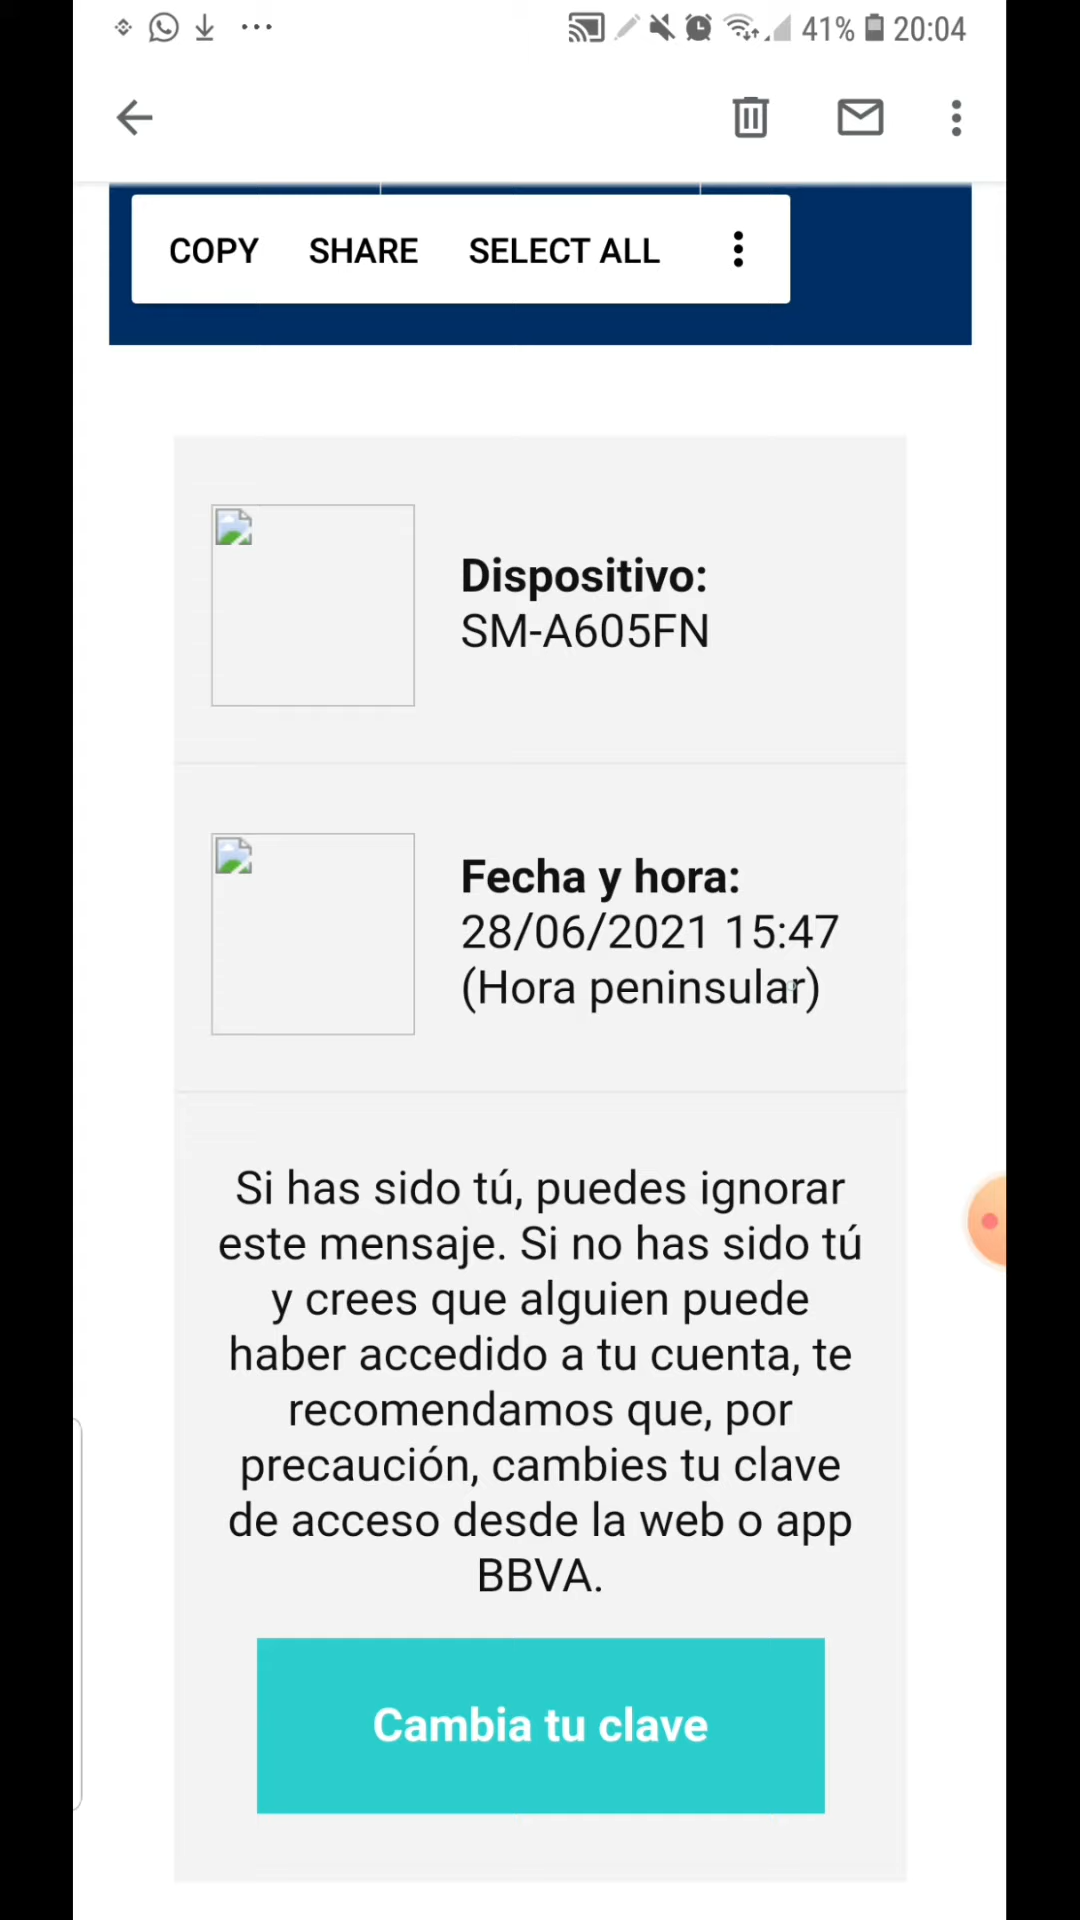 41% 20:04
COPY SHARE SELECT ALL
Dispositivo:
SM-A605FN
Fecha y hora:
28/06/2021 15:47
(Hora peninsular)
Si has sido tú, puedes ignorar
este mensaje. Si no has sido tú
y crees que alguien puede
haber accedido a tu cuenta, te
recomendamos que, por
precaución, cambies tu clave
de acceso desde la web o app
BBVA.
Cambia tu clave